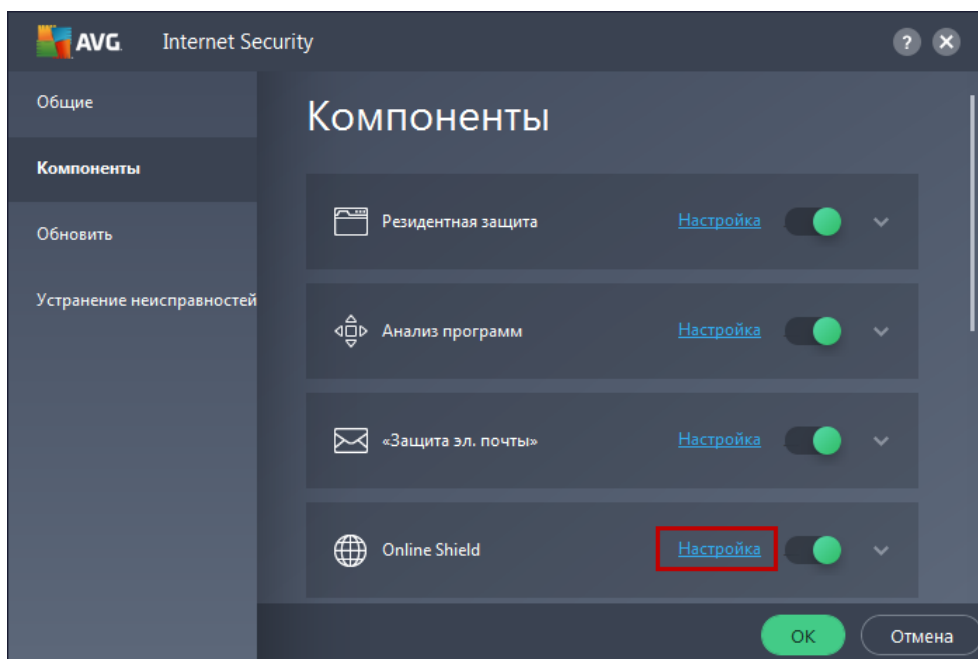 AVG Internet Security ?
Общие
Компоненты
Обновить
Устранение неисправностей
Компоненты
Резидентная защита Настройка
Анализ программ Настройка
«Защита эл. почты» Настройка
Online Shield Настройка
OK Отмена